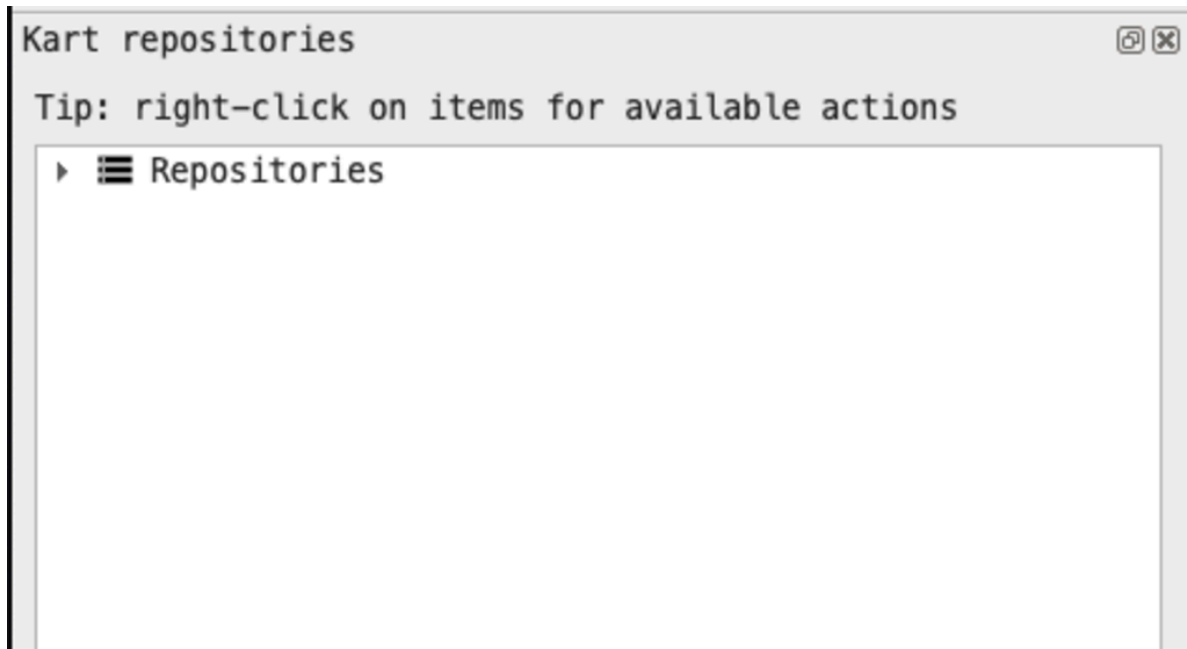 Kart repositories
Tip: right-click on items for available actions
Repositories